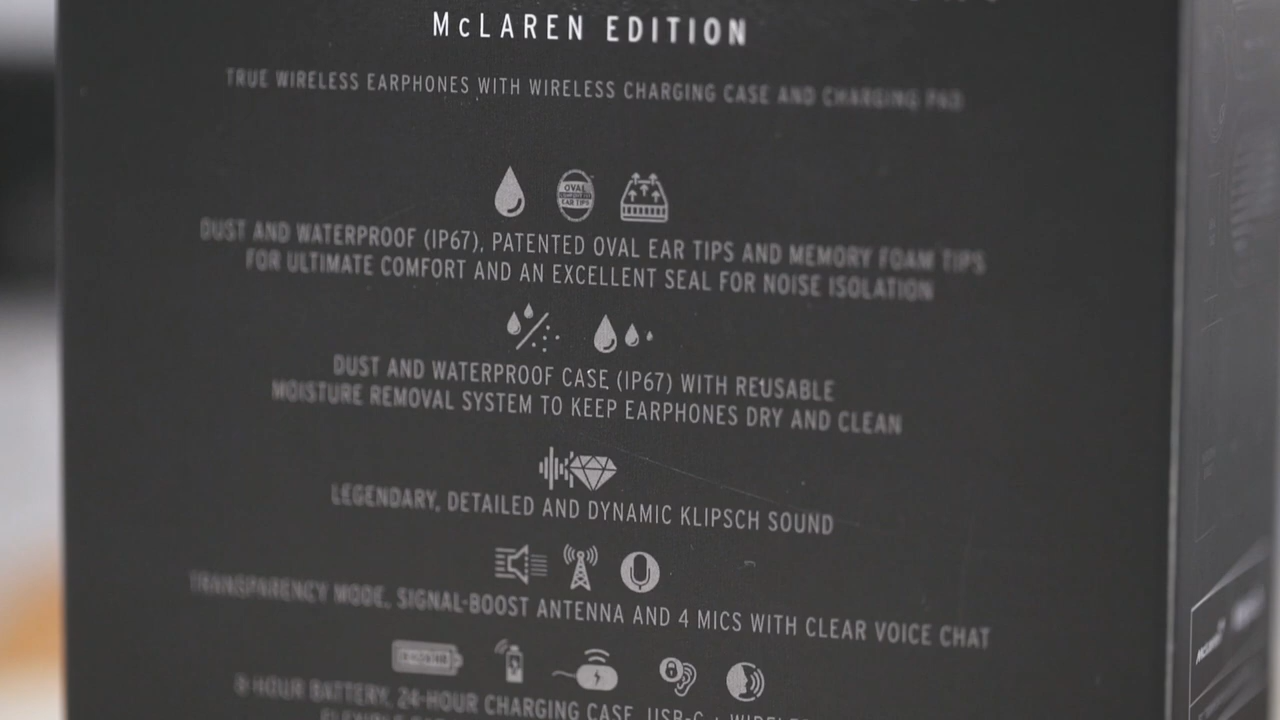 McLAREN EDITION
TRUE WIRELESS EARPHONES WITH WIRELESS CHARGING CASE AND CHARGING PAD
OVAL
EAR TIPS
DUST AND WATERPROOF (IP67), PATENTED OVAL EAR TIPS AND MEMORY FOAM TIPS
FOR ULTIMATE COMFORT AND AN EXCELLENT SEAL FOR NOISE ISOLATION
DUST AND WATERPROOF CASE (IP67) WITH REUSABLE
MOISTURE REMOVAL SYSTEM TO KEEP EARPHONES DRY AND CLEAN
LEGENDARY, DETAILED AND DYNAMIC KLIPSCH SOUND
TRANSPARENCY MODE, SIGNAL-BOOST ANTENNA AND 4 MICS WITH CLEAR VOICE CHAT
8 HOUR BATTERY, 24-HOUR CHARGING CASE, USB-C +